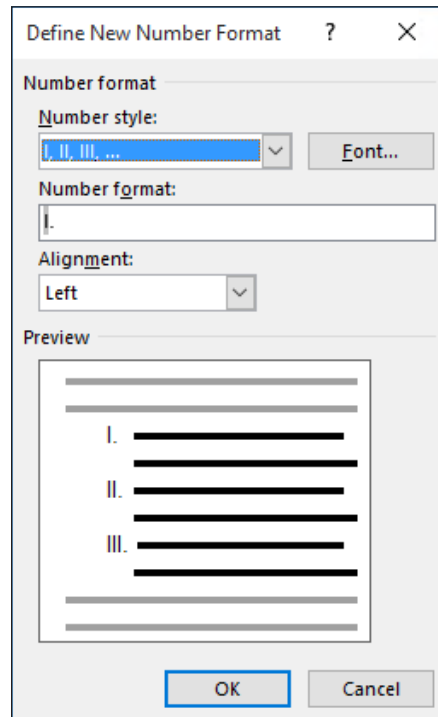 Define New Number Format ?
Number format
Number style:
I, II, III, ... Font...
Number format:
I.
Alignment:
Left
Preview
I.
II.
III.
OK Cancel